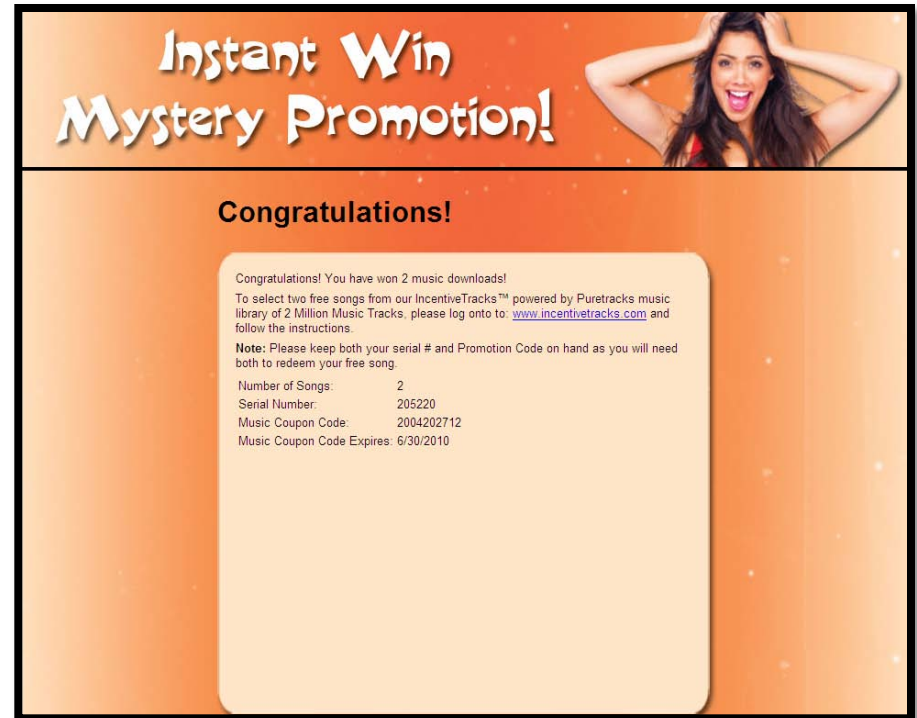 Instant Win
Mystery Promotion!
Congratulations!
Congratulations! You have won 2 music downloads!
To select two free songs from our IncentiveTracks™ powered by Puretracks music
library of 2 Million Music Tracks, please log onto to: www.incentivetracks.com and
follow the instructions.
Note: Please keep both your serial # and Promotion Code on hand as you will need
both to redeem your free song.
Number of Songs: 2
Serial Number: 205220
Music Coupon Code: 2004202712
Music Coupon Code Expires: 6/30/2010